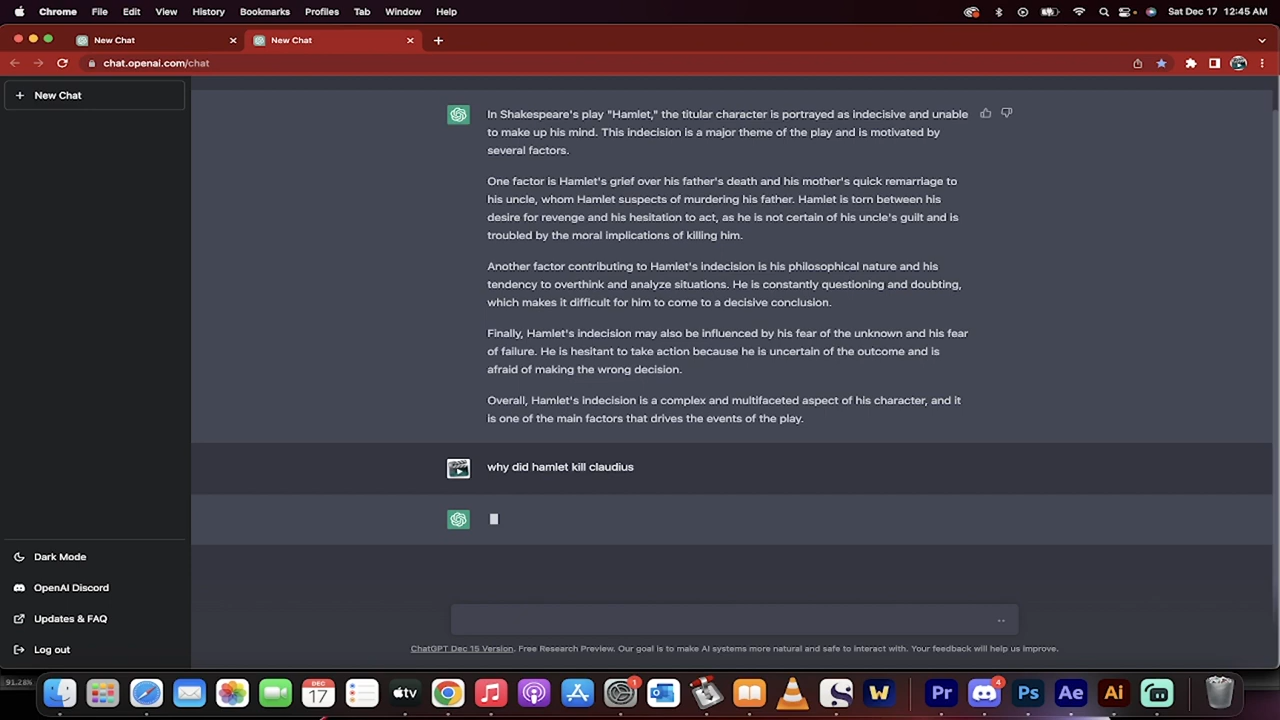 Chrome File Edit View History Bookmarks Profiles Tab Window Help Sat Dec 17 12:45 AM
New Chat
New Chat
chat.openai.com/chat
New Chat
In Shakespeare's play "Hamlet," the titular character is portrayed as indecisive and unable
to make up his mind. This indecision is a major theme of the play and is motivated by
several factors.
One factor is Hamlet's grief over his father's death and his mother's quick remarriage to
his uncle, whom Hamlet suspects of murdering his father. Hamlet is torn between his
desire for revenge and his hesitation to act, as he is not certain of his uncle's guilt and is
troubled by the moral implications of killing him.
Another factor contributing to Hamlet's indecision is his philosophical nature and his
tendency to overthink and analyze situations. He is constantly questioning and doubting,
which makes it difficult for him to come to a decisive conclusion.
Finally, Hamlet's indecision may also be influenced by his fear of the unknown and his fear
of failure. He is hesitant to take action because he is uncertain of the outcome and is
afraid of making the wrong decision.
Overall, Hamlet's indecision is a complex and multifaceted aspect of his character, and it
is one of the main factors that drives the events of the play.
why did hamlet kill claudius
Dark Mode
OpenAI Discord
Updates & FAQ
Log out
ChatGPT Dec 15 Version. Free Research Preview. Our goal is to make AI systems more natural and safe to interact with. Your feedback will help us improve.
91.28%
DEC
17
tv
1
W
Pr
4
Ps
Ae
Ai